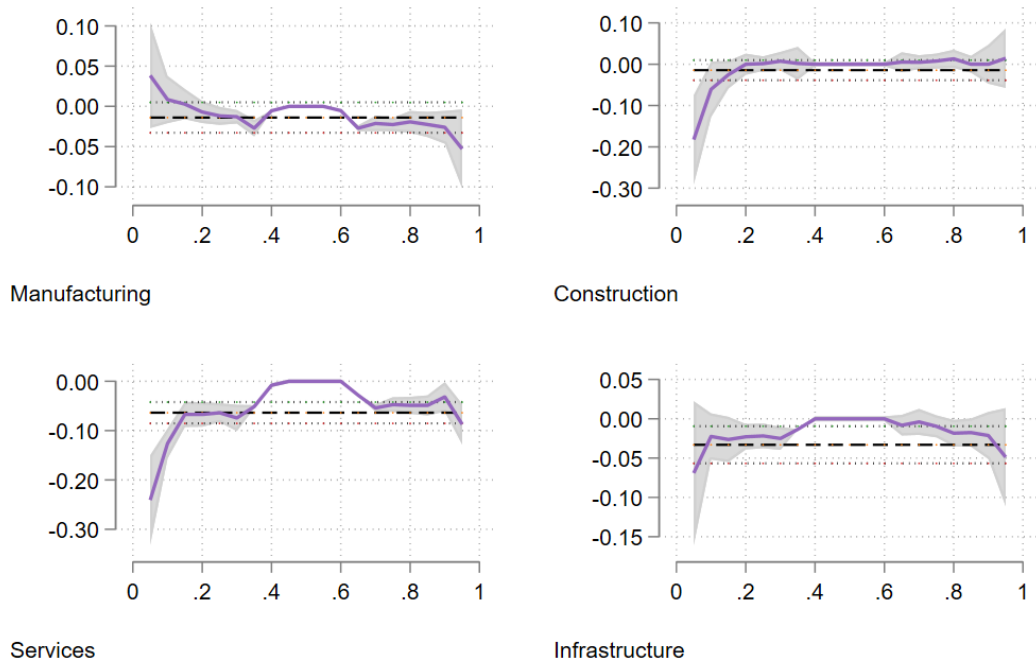 0.10
0.05
0.00
-0.05
-0.10
0 .2 .4 .6 .8 1
Manufacturing
0.10
0.00
-0.10
-0.20
-0.30
0 .2 .4 .6 .8 1
Construction
0.00
-0.10
-0.20
-0.30
0 .2 .4 .6 .8 1
Services
0.05
0.00
-0.05
-0.10
-0.15
0 .2 .4 .6 .8 1
Infrastructure